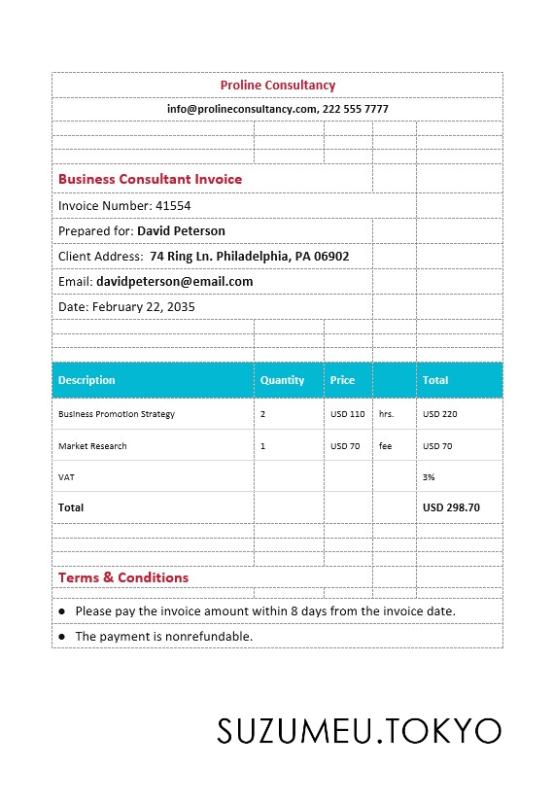 Proline Consultancy
info@prolineconsultancy.com, 222 555 7777
Business Consultant Invoice
Invoice Number: 41554
Prepared for: David Peterson
Client Address: 74 Ring Ln. Philadelphia, PA 06902
Email: davidpeterson@email.com
Date: February 22, 2035
Description Quantity Price Total
Business Promotion Strategy 2 USD 110 hrs. USD 220
Market Research 1 USD 70 fee USD 70
VAT 3%
Total USD 298.70
Terms & Conditions
● Please pay the invoice amount within 8 days from the invoice date.
● The payment is nonrefundable.
SUZUMEU.TOKYO